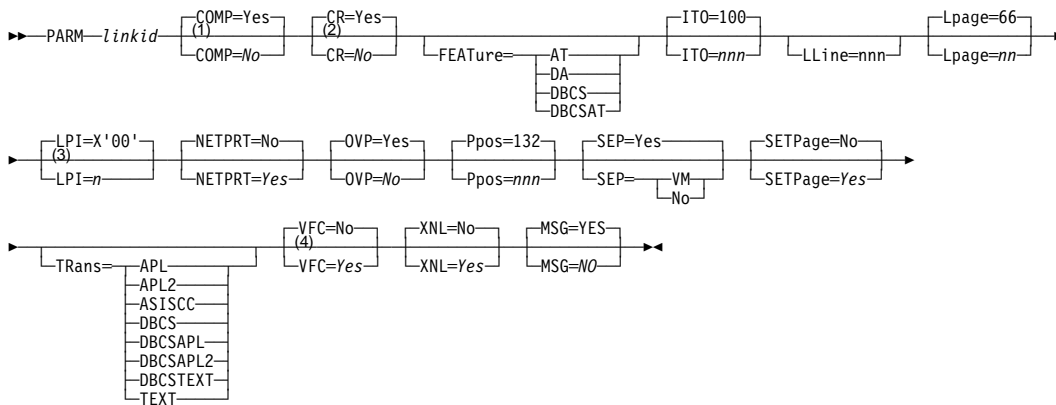 COMP=Yes CR=Yes ITO=100 Lpage=66
(1) (2)
PARM linkid
COMP=No CR=No FEATure= AT ITO=nnn LLine=nnn Lpage=nn
DA
DBCS
DBCSAT
LPI=X'00' NETPRT=No OVP=Yes Ppos=132 SEP=Yes SETPage=No
(3)
LPI=n NETPRT=Yes OVP=No Ppos=nnn SEP= VM SETPage=Yes
No
VFC=No XNL=No MSG=YES
(4)
TRans= APL VFC=Yes XNL=Yes MSG=NO
APL2
ASISCC
DBCS
DBCSAPL
DBCSAPL2
DBCSTEXT
TEXT